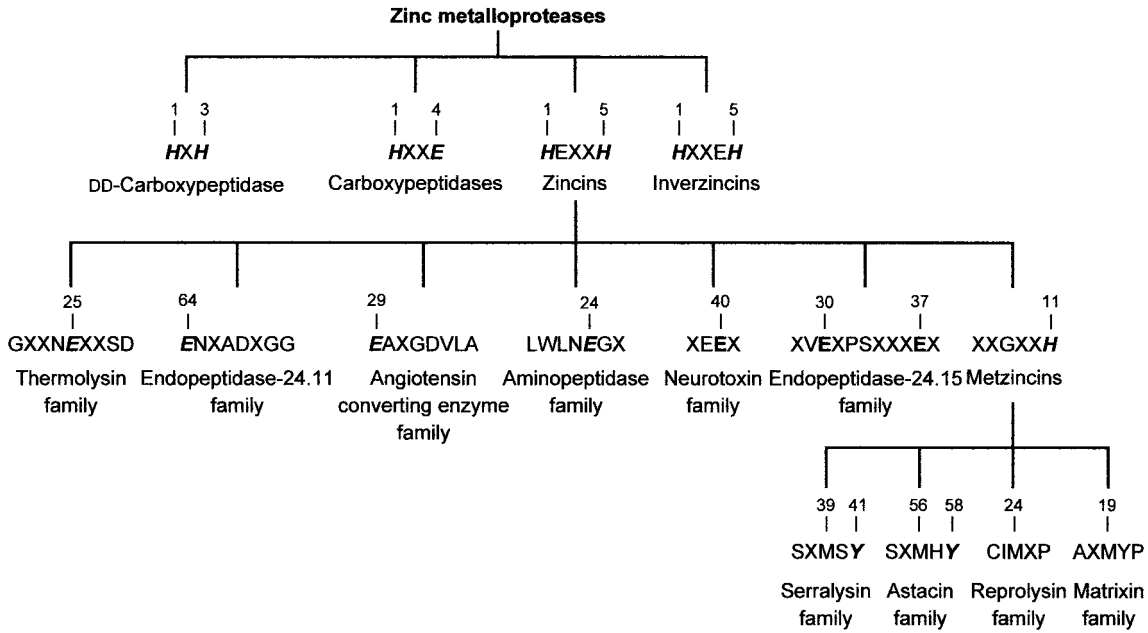 Zinc metalloproteases
1 3 1 4 1 5 1 5
HXH HXXE HEXXH HXXEH
DD-Carboxypeptidase Carboxypeptidases Zincins Inverzincins
25 64 29 24 40 30 37 11
GXXNEXXSD ENXADXGG EAXGDVLA LWLNEGX XEEX XVEXPSXXXEX XXGXXH
Thermolysin Endopeptidase-24.11 Angiotensin Aminopeptidase Neurotoxin Endopeptidase-24.15 Metzincins
family family converting enzyme family family family
family
39 41 56 58 24 19
SXMSY SXMHY CIMXP AXMYP
Serralysin Astacin Reprolysin Matrixin
family family family family